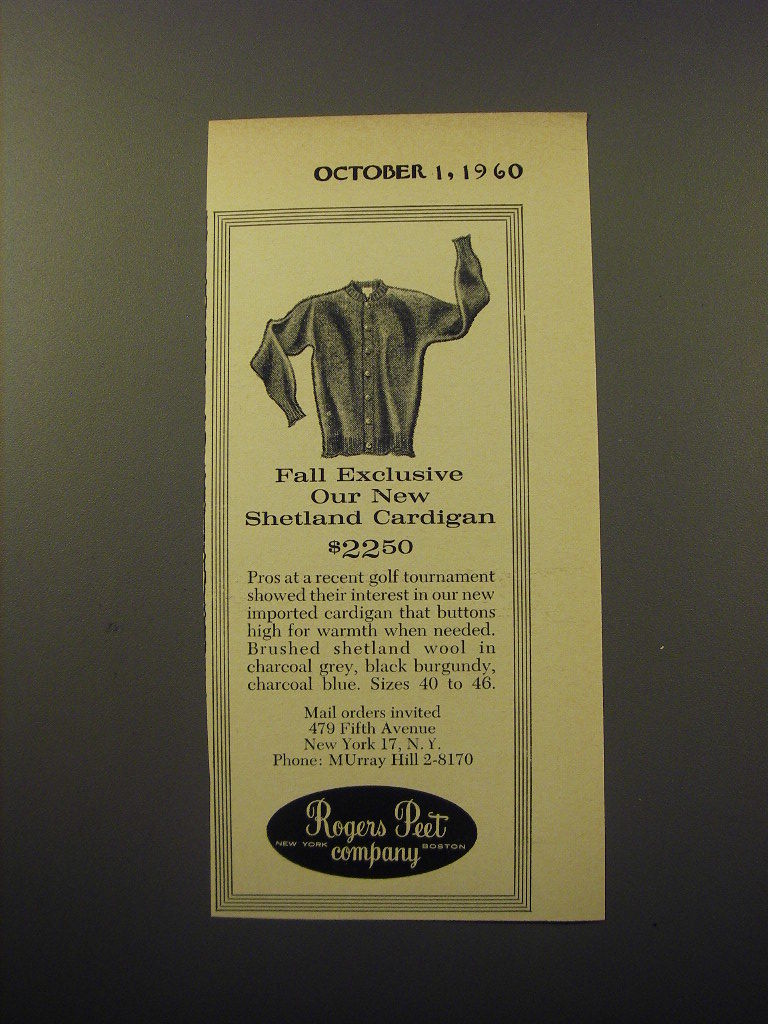 OCTOBER 1, 1960
Fall Exclusive
Our New
Shetland Cardigan
$2250
Pros at a recent golf tournament
showed their interest in our new
imported cardigan that buttons
high for warmth when needed.
Brushed shetland wool in
charcoal grey, black burgundy,
charcoal blue. Sizes 40 to 46.
Mail orders invited
479 Fifth Avenue
New York 17, N. Y.
Phone: MUrray Hill 2-8170
Rogers Peet
NEW YORK company BOSTON